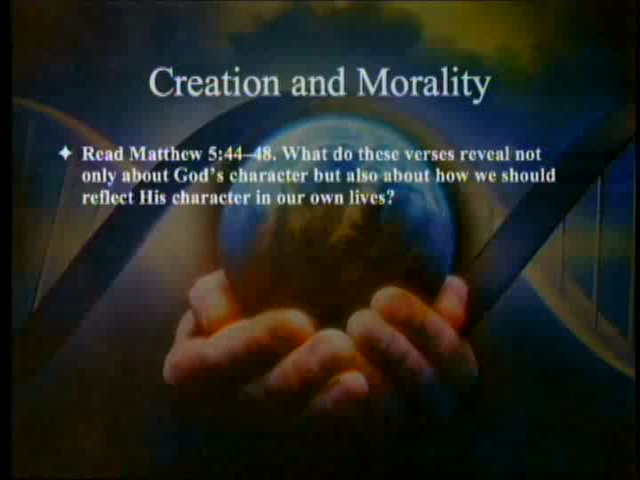 Creation and Morality
Read Matthew 5:44–48. What do these verses reveal not
only about God's character but also about how we should
reflect His character in our own lives?